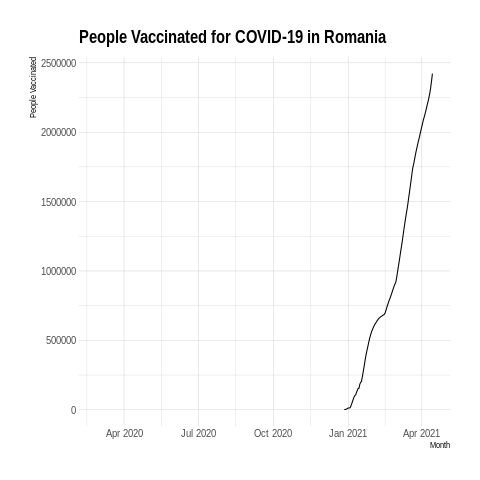 People Vaccinated for COVID-19 in Romania
People Vaccinated
2500000
2000000
1500000
1000000
500000
0
Apr 2020 Jul 2020 Oct 2020 Jan 2021 Apr 2021
Month